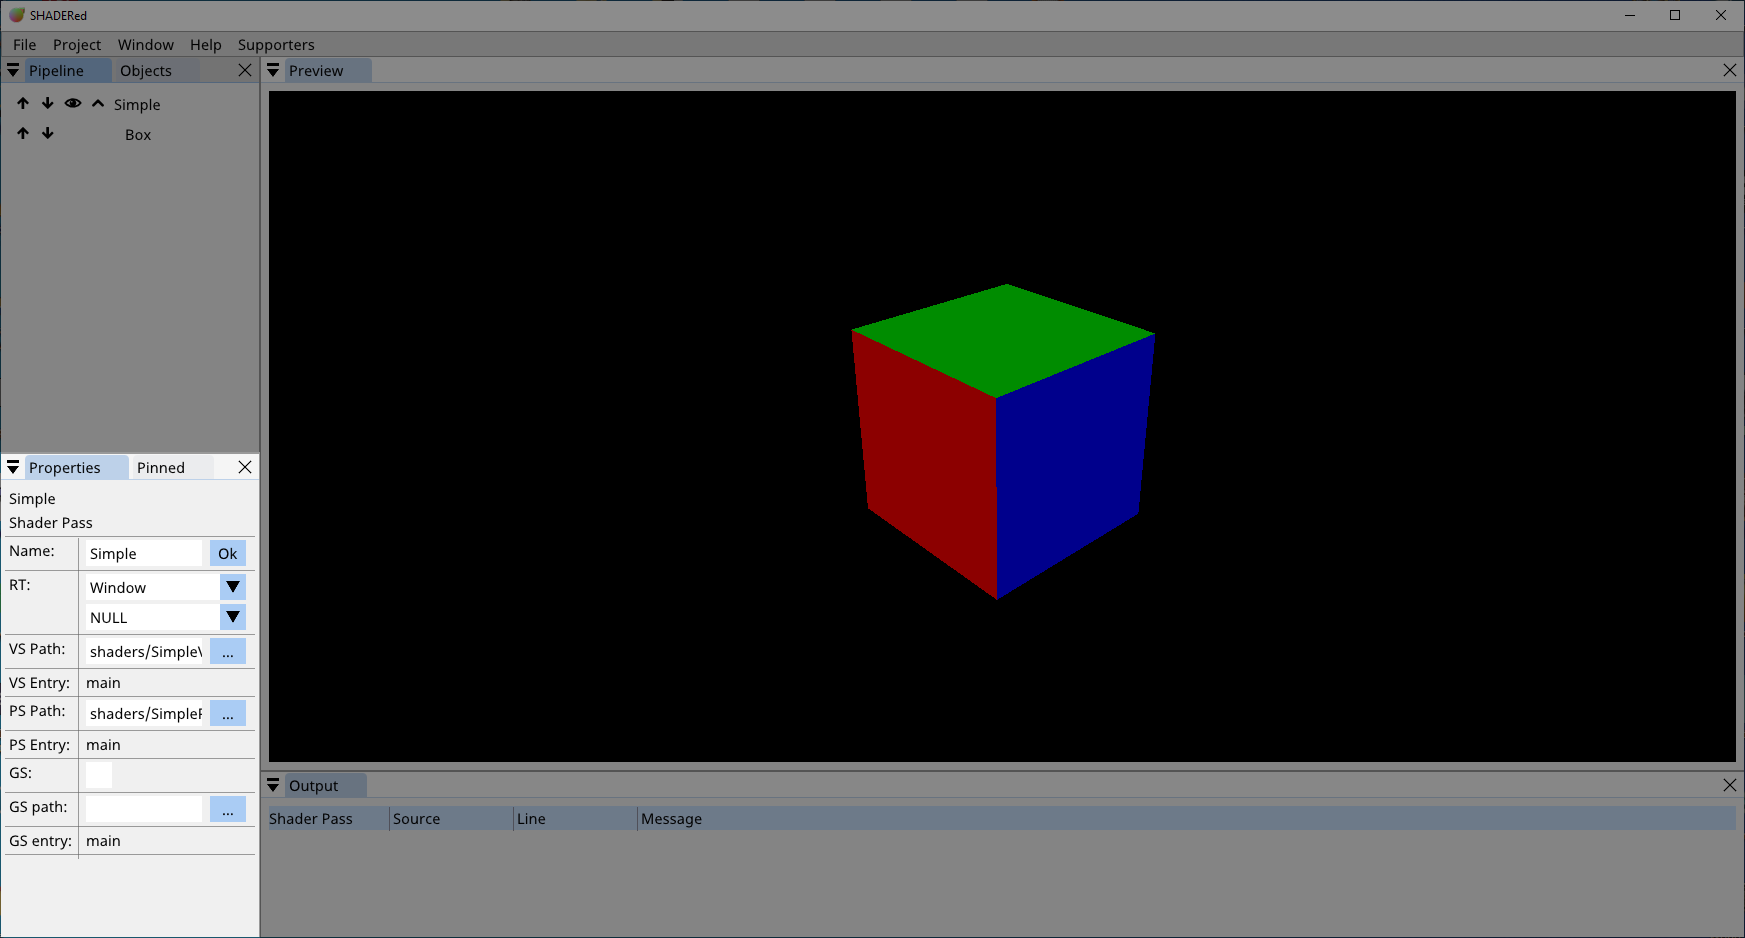 SHADERed
File Project Window Help Supporters
Pipeline Objects
Preview
Simple
Box
Properties Pinned
Simple
Shader Pass
Name: Simple Ok
RT: Window
NULL
VS Path: shaders/SimpleV ...
VS Entry: main
PS Path: shaders/SimpleP ...
PS Entry: main
GS:
GS path: ...
GS entry: main
Output
Shader Pass Source Line Message